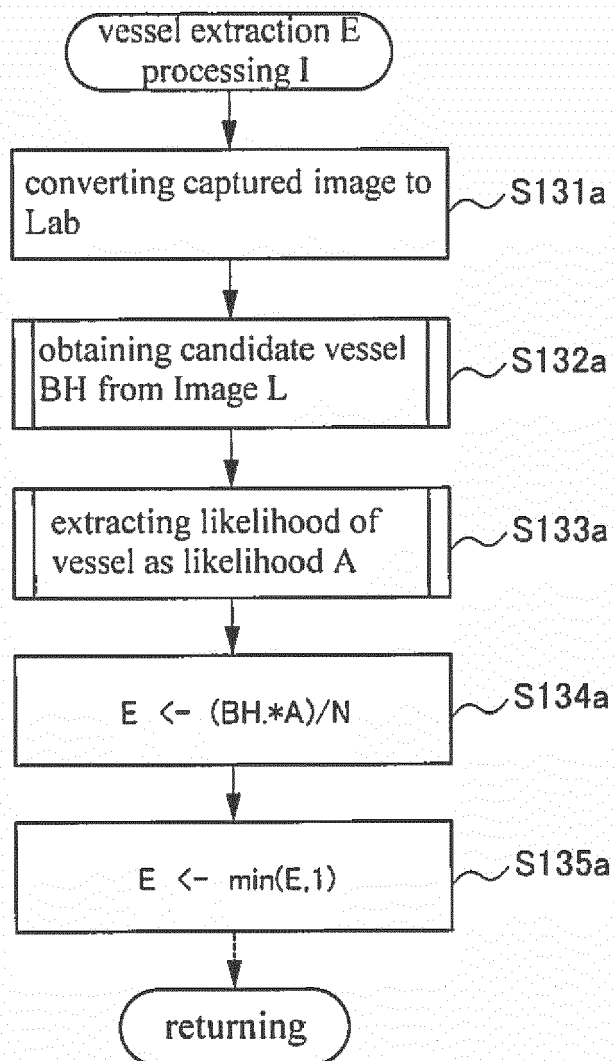 vessel extraction E
processing I
converting captured image to
Lab
S131a
obtaining candidate vessel
BH from Image L
S132a
extracting likelihood of
vessel as likelihood A
S133a
E <- (BH.*A)/N
S134a
E <- min(E,1)
S135a
returning